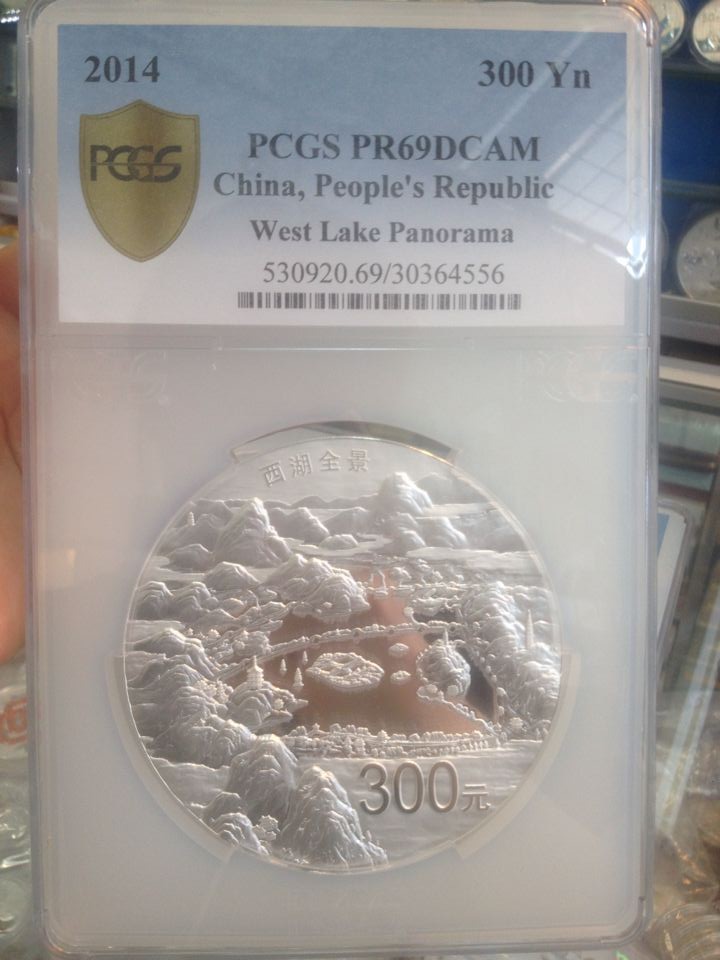 2014 300 Yn
PCGS
PCGS PR69DCAM
China, People's Republic
West Lake Panorama
530920.69/30364556
西湖全景
300元